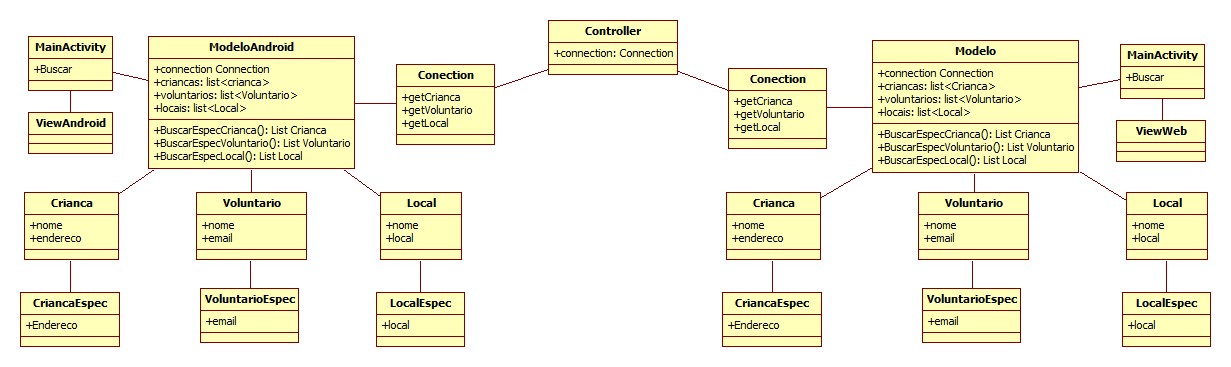 Controller
+connection: Connection
MainActivity
+Buscar
ViewAndroid
ModeloAndroid
+connection Connection
+criancas: list<crianca>
+voluntarios: list<Voluntario>
+locais: list<Local>
+BuscarEspecCrianca(): List Crianca
+BuscarEspecVoluntario(): List Voluntario
+BuscarEspecLocal(): List Local
Conection
+getCrianca
+getVoluntario
+getLocal
Crianca
+nome
+endereco
Voluntario
+nome
+email
Local
+nome
+local
CriancaEspec
+Endereco
VoluntarioEspec
+email
LocalEspec
+local
Conection
+getCrianca
+getVoluntario
+getLocal
Modelo
+connection Connection
+criancas: list<Crianca>
+voluntarios: list<Voluntario>
+locais: list<Local>
+BuscarEspecCrianca(): List Crianca
+BuscarEspecVoluntario(): List Voluntario
+BuscarEspecLocal(): List Local
MainActivity
+Buscar
ViewWeb
Crianca
+nome
+endereco
Voluntario
+nome
+email
Local
+nome
+local
CriancaEspec
+Endereco
VoluntarioEspec
+email
LocalEspec
+local